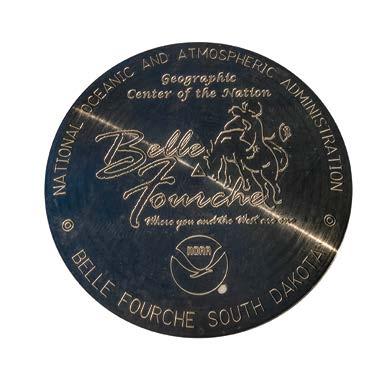 NATIONAL OCEANIC AND ATMOSPHERIC ADMINISTRATION
Geographic
Center of the Nation
Belle
Fourche
Where you and the West are one
NOAA
© BELLE FOURCHE SOUTH DAKOTA ©